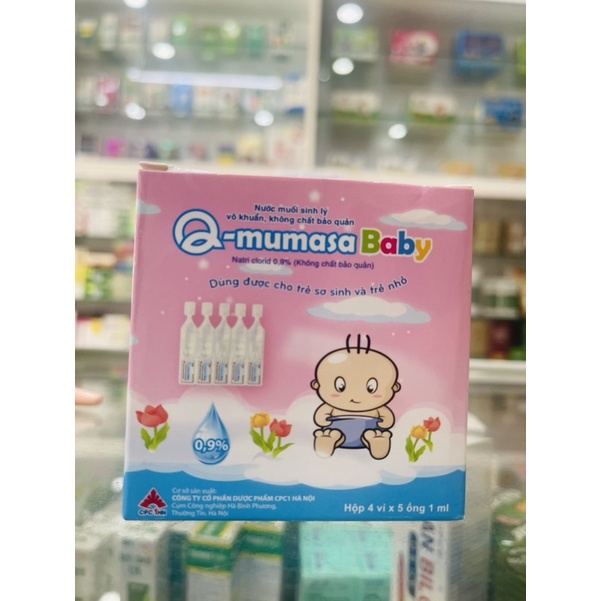 Nước muối sinh lý
vô khuẩn, không chất bảo quản
Q-mumasa Baby
Natri clorid 0.9% (Không chất bảo quản)
Dùng được cho trẻ sơ sinh và trẻ nhỏ
0,9%
Cơ sở sản xuất:
CÔNG TY CỔ PHẦN DƯỢC PHẨM CPC1 HÀ NỘI
Cụm Công nghiệp Hà Bình Phương,
Thường Tín, Hà Nội
CPC1HN
Hộp 4 vỉ x 5 ống 1 ml